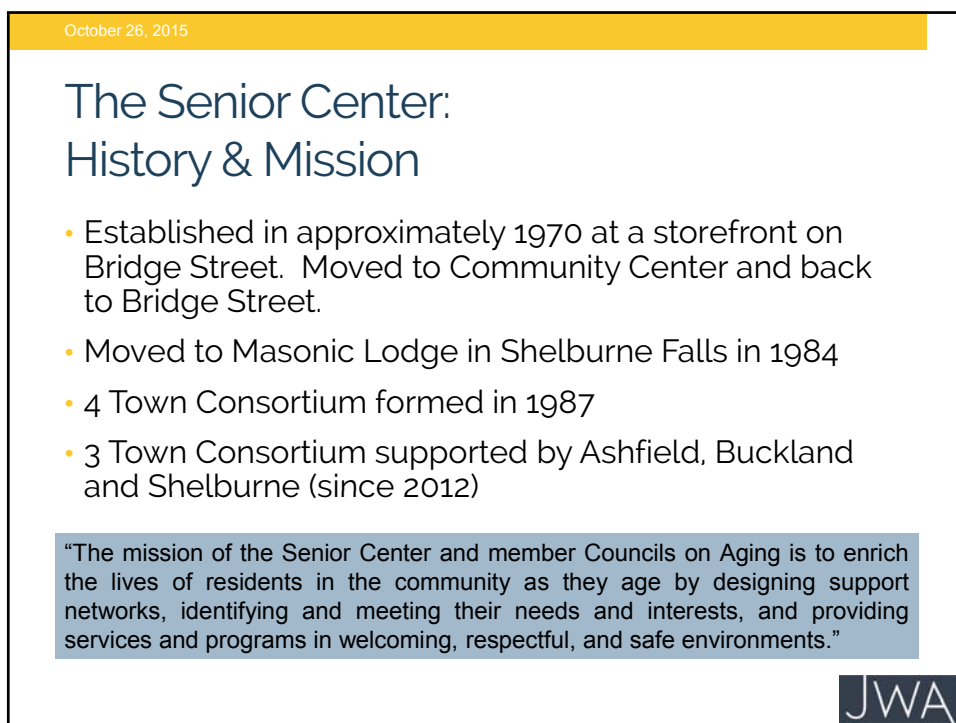 October 26, 2015
The Senior Center:
History & Mission
• Established in approximately 1970 at a storefront on
Bridge Street. Moved to Community Center and back
to Bridge Street.
• Moved to Masonic Lodge in Shelburne Falls in 1984
• 4 Town Consortium formed in 1987
• 3 Town Consortium supported by Ashfield, Buckland
and Shelburne (since 2012)
“The mission of the Senior Center and member Councils on Aging is to enrich
the lives of residents in the community as they age by designing support
networks, identifying and meeting their needs and interests, and providing
services and programs in welcoming, respectful, and safe environments.”
JWA